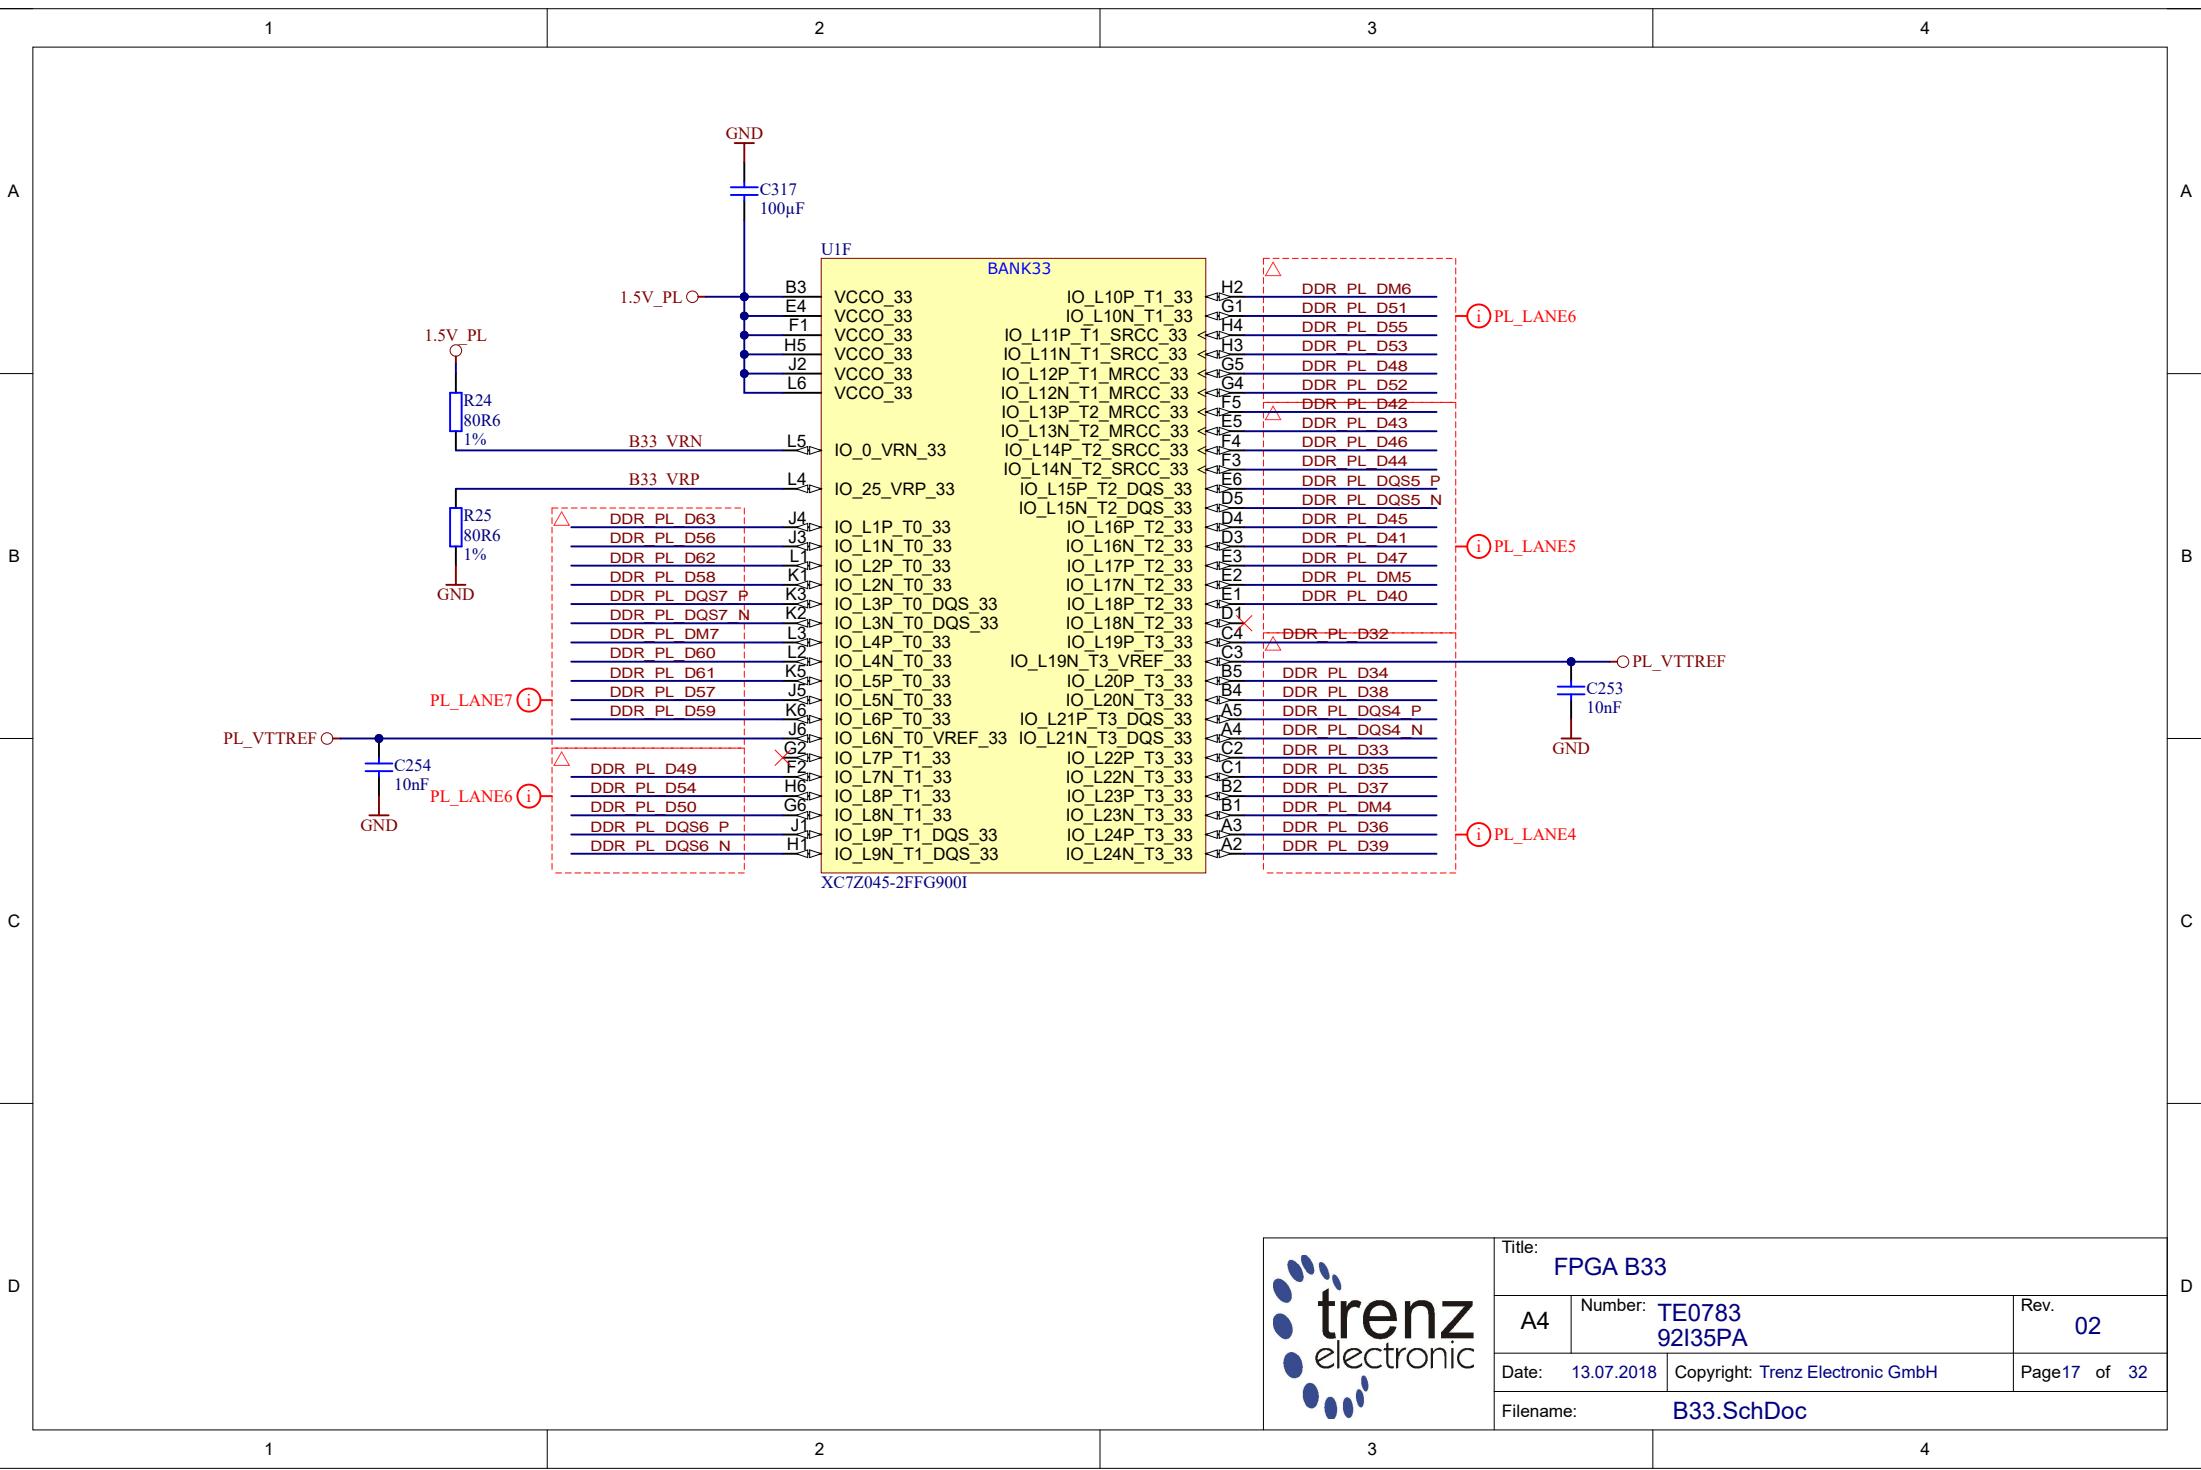 1 2 3 4
A A
B B
C C
D D
GND
C317
100µF
U1F
BANK33
1.5V_PL
B3 VCCO_33
E4 VCCO_33
F1 VCCO_33
H5 VCCO_33
J2 VCCO_33
L6 VCCO_33
1.5V_PL
R24
80R6
1%
B33_VRN L5 IO_0_VRN_33
B33_VRP L4 IO_25_VRP_33
R25
80R6
1%
GND
DDR_PL_D63 J4 IO_L1P_T0_33
DDR_PL_D56 J3 IO_L1N_T0_33
DDR_PL_D62 L1 IO_L2P_T0_33
DDR_PL_D58 K1 IO_L2N_T0_33
DDR_PL_DQS7_P K3 IO_L3P_T0_DQS_33
DDR_PL_DQS7_N K2 IO_L3N_T0_DQS_33
DDR_PL_DM7 L3 IO_L4P_T0_33
DDR_PL_D60 L2 IO_L4N_T0_33
DDR_PL_D61 K5 IO_L5P_T0_33
DDR_PL_D57 J5 IO_L5N_T0_33
DDR_PL_D59 K6 IO_L6P_T0_33
PL_LANE7
i
PL_VTTREF J6 IO_L6N_T0_VREF_33
C254
10nF
GND
G2 IO_L7P_T1_33
DDR_PL_D49 F2 IO_L7N_T1_33
DDR_PL_D54 H6 IO_L8P_T1_33
DDR_PL_D50 G6 IO_L8N_T1_33
DDR_PL_DQS6_P J1 IO_L9P_T1_DQS_33
DDR_PL_DQS6_N H1 IO_L9N_T1_DQS_33
PL_LANE6
i
XC7Z045-2FFG900I
IO_L10P_T1_33 H2 DDR_PL_DM6
IO_L10N_T1_33 G1 DDR_PL_D51
IO_L11P_T1_SRCC_33 H4 DDR_PL_D55
IO_L11N_T1_SRCC_33 H3 DDR_PL_D53
IO_L12P_T1_MRCC_33 G5 DDR_PL_D48
IO_L12N_T1_MRCC_33 G4 DDR_PL_D52
i
PL_LANE6
IO_L13P_T2_MRCC_33 F5 DDR_PL_D42
IO_L13N_T2_MRCC_33 E5 DDR_PL_D43
IO_L14P_T2_SRCC_33 F4 DDR_PL_D46
IO_L14N_T2_SRCC_33 F3 DDR_PL_D44
IO_L15P_T2_DQS_33 E6 DDR_PL_DQS5_P
IO_L15N_T2_DQS_33 D5 DDR_PL_DQS5_N
IO_L16P_T2_33 D4 DDR_PL_D45
IO_L16N_T2_33 D3 DDR_PL_D41
IO_L17P_T2_33 E3 DDR_PL_D47
IO_L17N_T2_33 E2 DDR_PL_DM5
IO_L18P_T2_33 E1 DDR_PL_D40
IO_L18N_T2_33 D1
i
PL_LANE5
IO_L19P_T3_33 C4 DDR_PL_D32
IO_L19N_T3_VREF_33 C3 PL_VTTREF
C253
10nF
GND
IO_L20P_T3_33 B5 DDR_PL_D34
IO_L20N_T3_33 B4 DDR_PL_D38
IO_L21P_T3_DQS_33 A5 DDR_PL_DQS4_P
IO_L21N_T3_DQS_33 A4 DDR_PL_DQS4_N
IO_L22P_T3_33 C2 DDR_PL_D33
IO_L22N_T3_33 C1 DDR_PL_D35
IO_L23P_T3_33 B2 DDR_PL_D37
IO_L23N_T3_33 B1 DDR_PL_DM4
IO_L24P_T3_33 A3 DDR_PL_D36
IO_L24N_T3_33 A2 DDR_PL_D39
i
PL_LANE4
trenz
electronic
Title:
FPGA B33
A4
Number: TE0783
92I35PA
Rev.
02
Date: 13.07.2018
Copyright: Trenz Electronic GmbH
Page17 of 32
Filename: B33.SchDoc
1 2 3 4